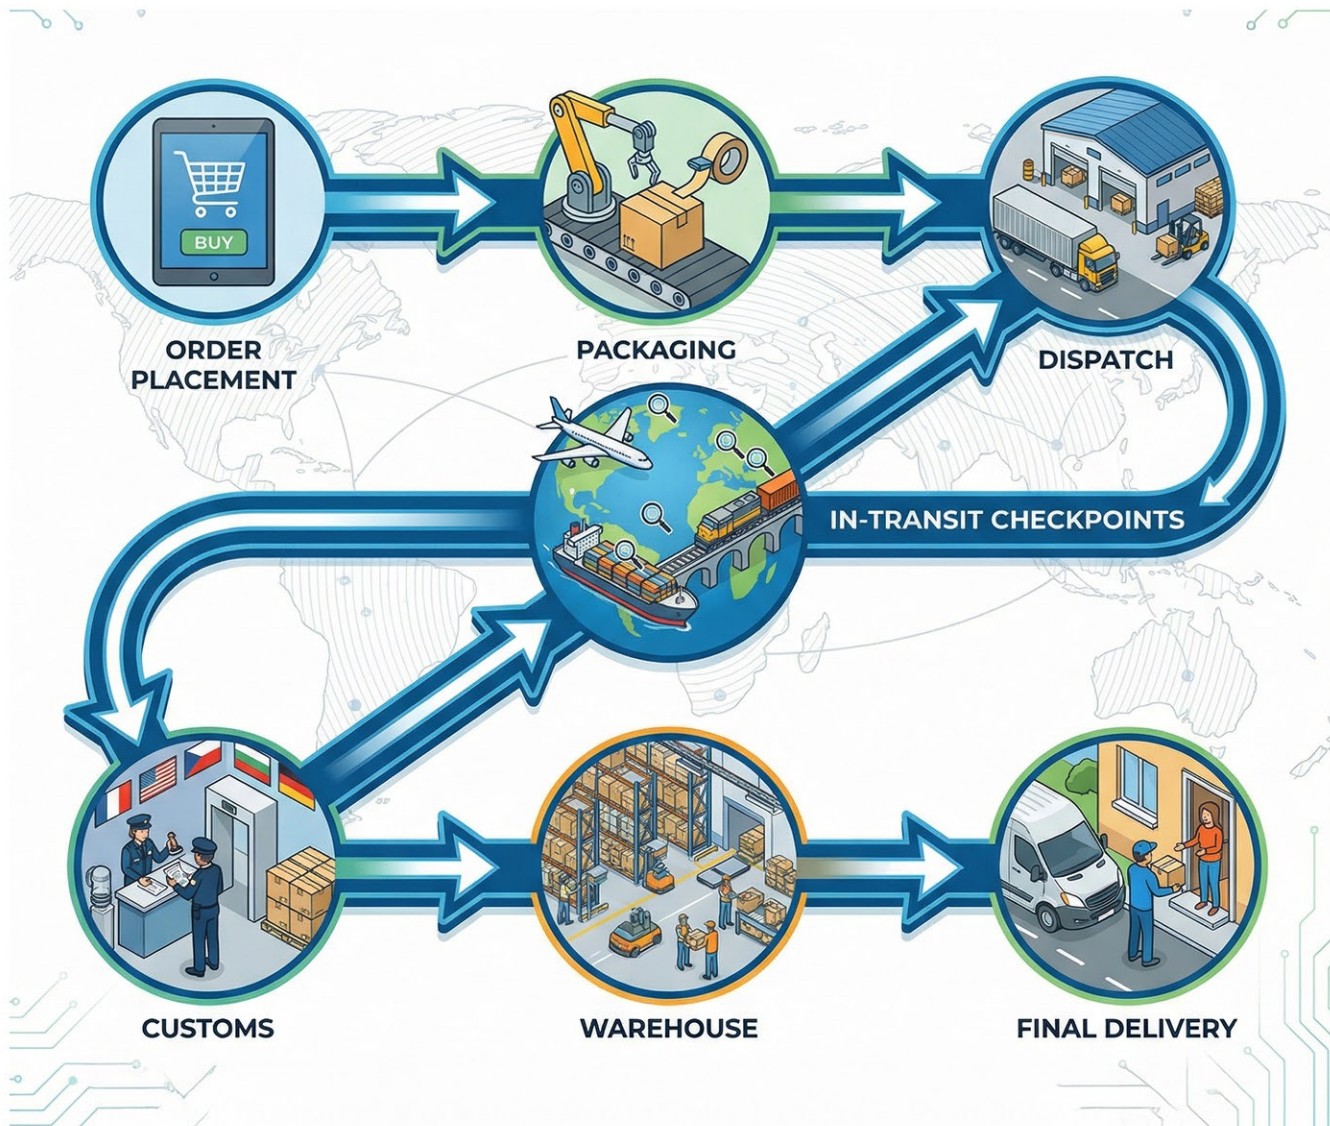 BUY
ORDER
PLACEMENT
PACKAGING
DISPATCH
IN-TRANSIT CHECKPOINTS
CUSTOMS
WAREHOUSE
FINAL DELIVERY